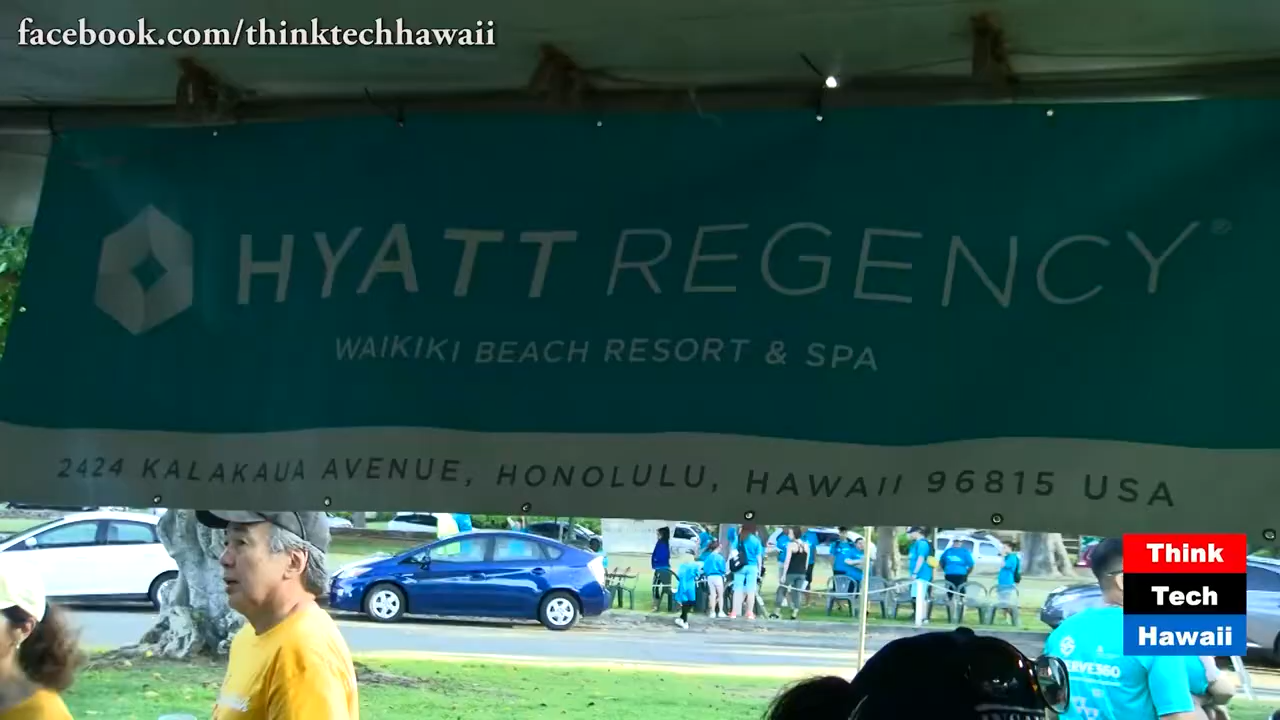 facebook.com/thinktechhawaii
HYATT REGENCY®
WAIKIKI BEACH RESORT & SPA
2424 KALAKAUA AVENUE, HONOLULU, HAWAII 96815 USA
Think
Tech
Hawaii